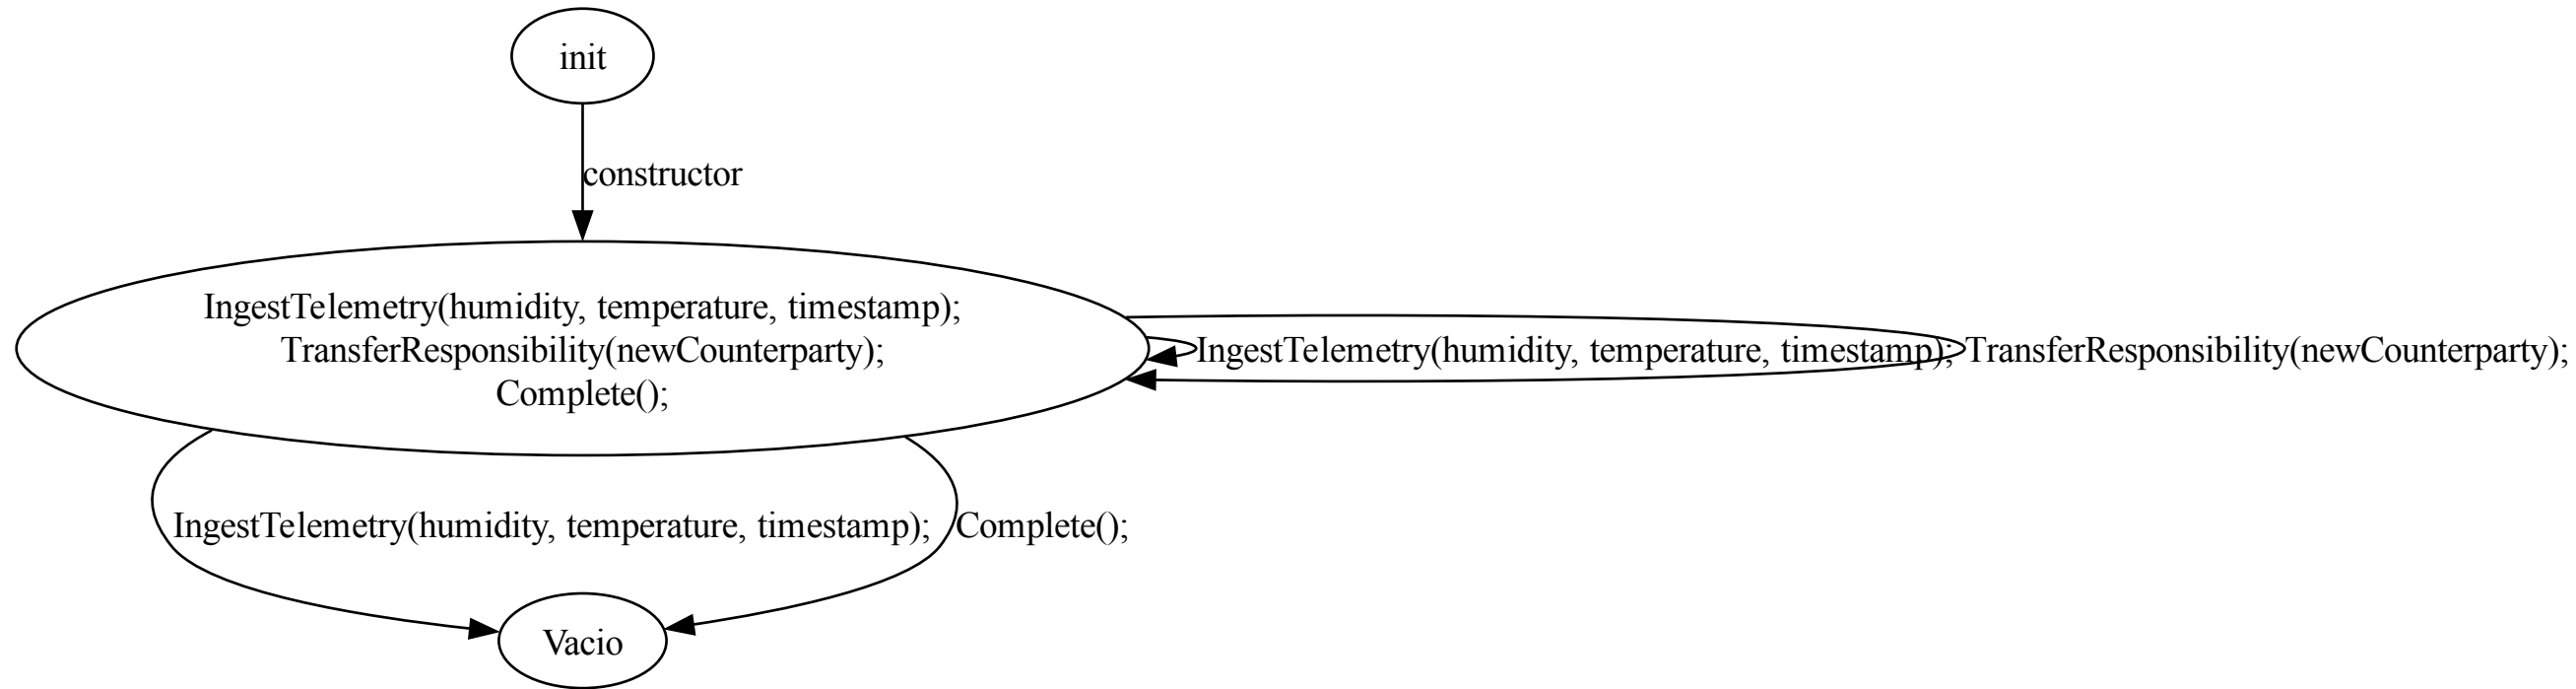 init
constructor
IngestTelemetry(humidity, temperature, timestamp);
TransferResponsibility(newCounterparty);
Complete();
IngestTelemetry(humidity, temperature, timestamp);
TransferResponsibility(newCounterparty);
IngestTelemetry(humidity, temperature, timestamp);
Complete();
Vacio